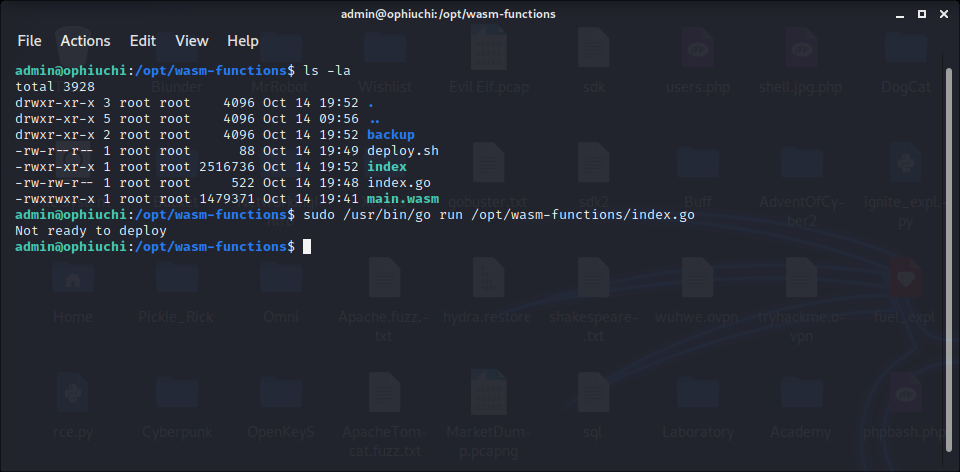 admin@ophiuchi:/opt/wasm-functions
File Actions Edit View Help
admin@ophiuchi:/opt/wasm-functions$ ls -la
total 3928
drwxr-xr-x 3 root root    4096 Oct 14 19:52 .
drwxr-xr-x 5 root root    4096 Oct 14 09:56 ..
drwxr-xr-x 2 root root    4096 Oct 14 19:52 backup
-rw-r--r-- 1 root root      88 Oct 14 19:49 deploy.sh
-rwxr-xr-x 1 root root 2516736 Oct 14 19:52 index
-rw-rw-r-- 1 root root     522 Oct 14 19:48 index.go
-rwxrwxr-x 1 root root 1479371 Oct 14 19:41 main.wasm
admin@ophiuchi:/opt/wasm-functions$ sudo /usr/bin/go run /opt/wasm-functions/index.go
Not ready to deploy
admin@ophiuchi:/opt/wasm-functions$
Blunder MrRobot Wishlist Evil Elf.pcap sdk users.php shell.jpg.php DogCat
gobuster.txt sdk2 Buff AdventOfCy-
ber2 ignite_expl.-
py
Home Pickle_Rick Omni Apache.fuzz.-
txt hydra.restore shakespeare-
.txt wuhwe.ovpn tryhackme.o-
vpn fuel_expl
rce.py Cyberpunk OpenKeyS ApacheTom-
cat.fuzz.txt MarketDum-
p.pcapng sql Laboratory Academy phpbash.php